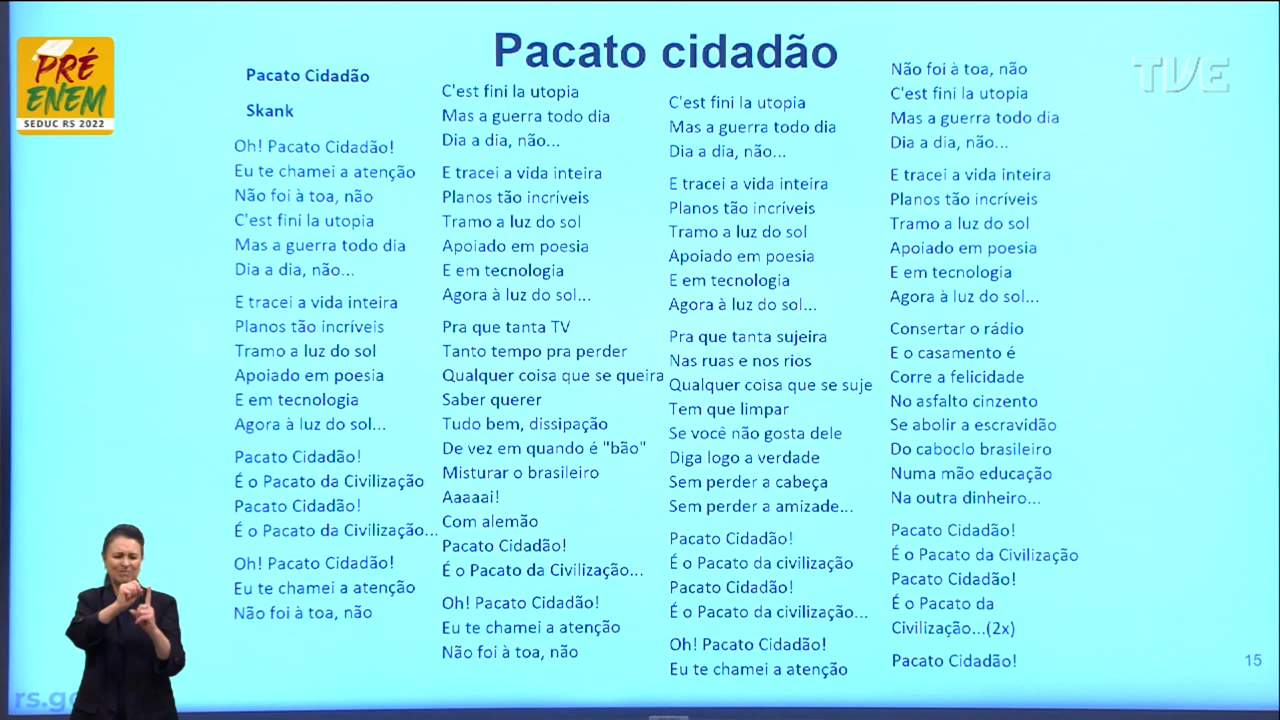 PRÉ
ENEM
SEDUC RS 2022
Pacato cidadão
TVE
Pacato Cidadão
Skank
Oh! Pacato Cidadão!
Eu te chamei a atenção
Não foi à toa, não
C'est fini la utopia
Mas a guerra todo dia
Dia a dia, não...
E tracei a vida inteira
Planos tão incríveis
Tramo a luz do sol
Apoiado em poesia
E em tecnologia
Agora à luz do sol...
Pacato Cidadão!
É o Pacato da Civilização
Pacato Cidadão!
É o Pacato da Civilização...
Oh! Pacato Cidadão!
Eu te chamei a atenção
Não foi à toa, não
C'est fini la utopia
Mas a guerra todo dia
Dia a dia, não...
E tracei a vida inteira
Planos tão incríveis
Tramo a luz do sol
Apoiado em poesia
E em tecnologia
Agora à luz do sol...
Pra que tanta TV
Tanto tempo pra perder
Qualquer coisa que se queira
Saber querer
Tudo bem, dissipação
De vez em quando é "bão"
Misturar o brasileiro
Aaaaai!
Com alemão
Pacato Cidadão!
É o Pacato da Civilização...
Oh! Pacato Cidadão!
Eu te chamei a atenção
Não foi à toa, não
C'est fini la utopia
Mas a guerra todo dia
Dia a dia, não...
E tracei a vida inteira
Planos tão incríveis
Tramo a luz do sol
Apoiado em poesia
E em tecnologia
Agora à luz do sol...
Pra que tanta sujeira
Nas ruas e nos rios
Qualquer coisa que se suje
Tem que limpar
Se você não gosta dele
Diga logo a verdade
Sem perder a cabeça
Sem perder a amizade...
Pacato Cidadão!
É o Pacato da civilização
Pacato Cidadão!
É o Pacato da civilização...
Oh! Pacato Cidadão!
Eu te chamei a atenção
Não foi à toa, não
C'est fini la utopia
Mas a guerra todo dia
Dia a dia, não...
E tracei a vida inteira
Planos tão incríveis
Tramo a luz do sol
Apoiado em poesia
E em tecnologia
Agora à luz do sol...
Consertar o rádio
E o casamento é
Corre a felicidade
No asfalto cinzento
Se abolir a escravidão
Do caboclo brasileiro
Numa mão educação
Na outra dinheiro...
Pacato Cidadão!
É o Pacato da Civilização
Pacato Cidadão!
É o Pacato da
Civilização...(2x)
Pacato Cidadão!
15